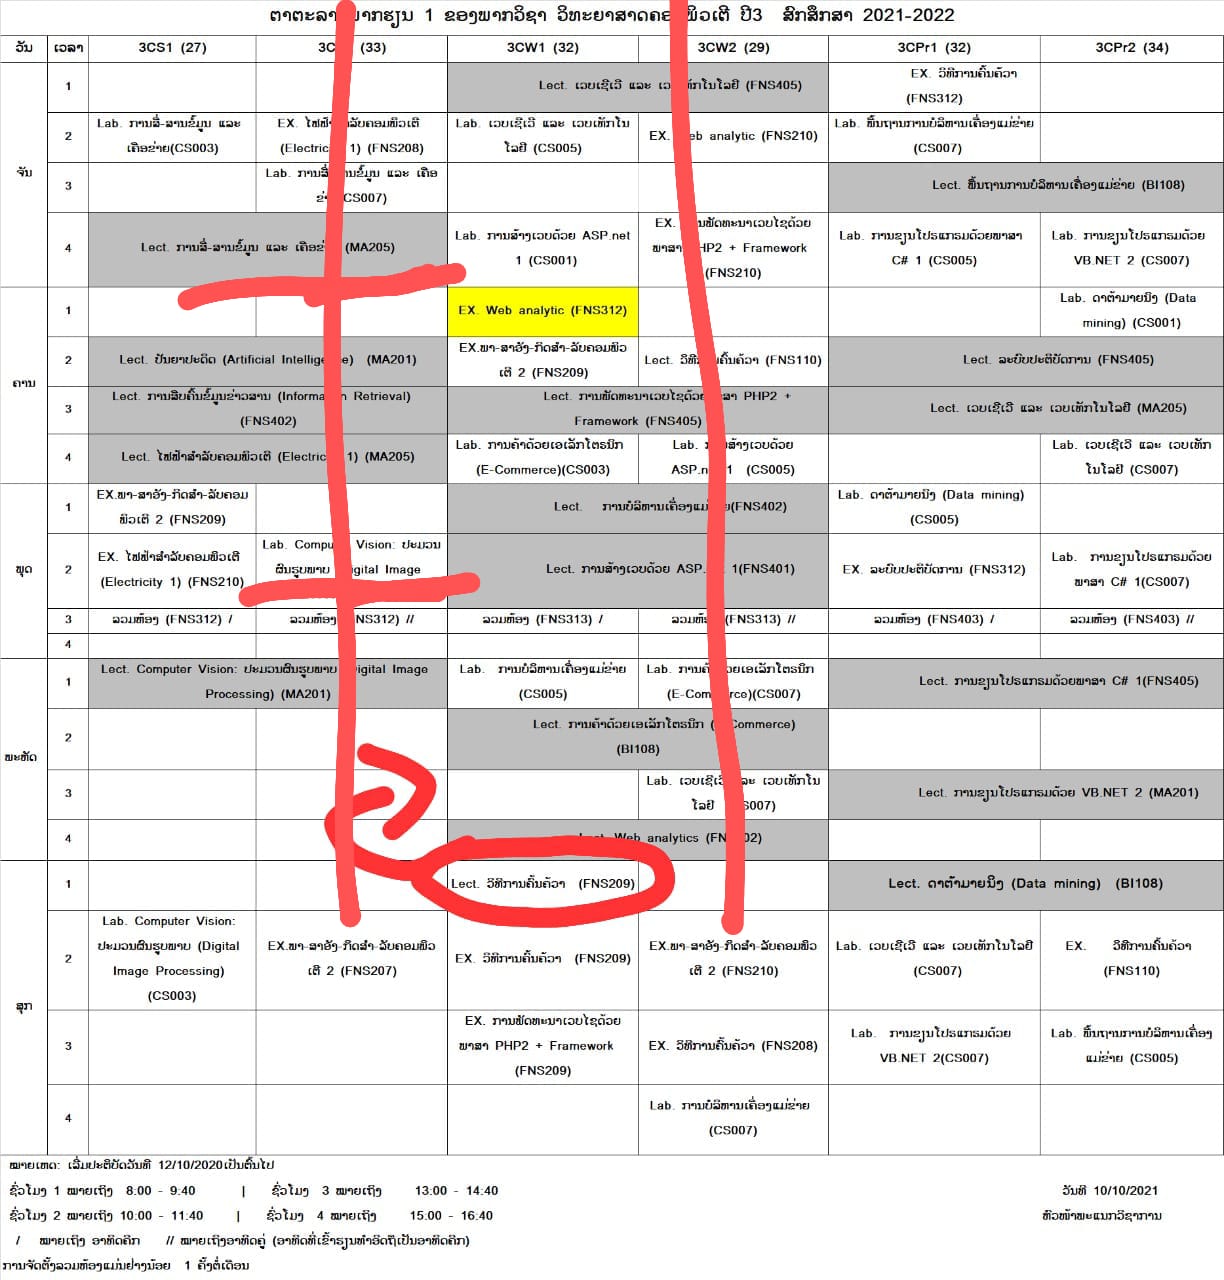 ຕາຕະລາງພາກຮຽນ 1 ຂອງພາກວິຊາ ວິທະຍາສາດຄອມພິວເຕີ ປີ3 ສົກສຶກສາ 2021-2022
ວັນ ເວລາ 3CS1 (27) (33) 3CW1 (32) 3CW2 (29) 3CPr1 (32) 3CPr2 (34)
ຈັນ
1
Lect. ເວບເຊີເວີ ແລະ ເວບເທັກໂນໂລຢີ (FNS405)
EX. ວິທີການຄົ້ນຄ້ວາ
(FNS312)
2
Lab. ການສື່-ສານຂໍ້ມູນ ແລະ
ເຄືອຂ່າຍ(CS003)
EX. ໄຟຟ້າສຳລັບຄອມພິວເຕີ
(Electricity 1) (FNS208)
Lab. ເວບເຊີເວີ ແລະ ເວບເທັກໂນ
ໂລຢີ (CS005)
EX. Web analytic (FNS210)
Lab. ພື້ນຖານການບໍລິຫານເຄື່ອງແມ່ຂ່າຍ
(CS007)
3
Lab. ການສື່-ສານຂໍ້ມູນ ແລະ ເຄືອ
ຂ່າຍ(CS007)
Lect. ພື້ນຖານການບໍລິຫານເຄື່ອງແມ່ຂ່າຍ (BI108)
4
Lect. ການສື່-ສານຂໍ້ມູນ ແລະ ເຄືອຂ່າຍ (MA205)
Lab. ການສ້າງເວບດ້ວຍ ASP.net
1 (CS001)
EX. ການພັດທະນາເວບໄຊດ້ວຍ
ພາສາ PHP2 + Framework
(FNS210)
Lab. ການຂຽນໂປຣແກຣມດ້ວຍພາສາ
C# 1 (CS005)
Lab. ການຂຽນໂປຣແກຣມດ້ວຍ
VB.NET 2 (CS007)
ຄານ
1
EX. Web analytic (FNS312)
Lab. ດາຕ້າມາຍນິງ (Data
mining) (CS001)
2
Lect. ປັນຍາປະດິດ (Artificial Intelligence) (MA201)
EX.ພາ-ສາອັງ-ກິດສຳ-ລັບຄອມພິວ
ເຕີ 2 (FNS209)
Lect. ວິທີການຄົ້ນຄ້ວາ (FNS110)
Lect. ລະບົບປະຕິບັດການ (FNS405)
3
Lect. ການສືບຄົ້ນຂໍ້ມູນຂ່າວສານ (Information Retrieval)
(FNS402)
Lect. ການພັດທະນາເວບໄຊດ້ວຍພາສາ PHP2 +
Framework (FNS405)
Lect. ເວບເຊີເວີ ແລະ ເວບເທັກໂນໂລຢີ (MA205)
4
Lect. ໄຟຟ້າສຳລັບຄອມພິວເຕີ (Electricity 1) (MA205)
Lab. ການຄ້າດ້ວຍເອເລັກໂຕຣນິກ
(E-Commerce)(CS003)
Lab. ການສ້າງເວບດ້ວຍ
ASP.net 1 (CS005)
Lab. ເວບເຊີເວີ ແລະ ເວບເທັກ
ໂນໂລຢີ (CS007)
ພຸດ
1
EX.ພາ-ສາອັງ-ກິດສຳ-ລັບຄອມ
ພິວເຕີ 2 (FNS209)
Lect. ການບໍລິຫານເຄື່ອງແມ່ຂ່າຍ(FNS402)
Lab. ດາຕ້າມາຍນິງ (Data mining)
(CS005)
2
EX. ໄຟຟ້າສຳລັບຄອມພິວເຕີ
(Electricity 1) (FNS210)
Lab. Computer Vision: ປະມວນ
ຜົນຮູບພາບ (Digital Image
Lect. ການສ້າງເວບດ້ວຍ ASP.net 1(FNS401)
EX. ລະບົບປະຕິບັດການ (FNS312)
Lab. ການຂຽນໂປຣແກຣມດ້ວຍ
ພາສາ C# 1(CS007)
3
ລວມຫ້ອງ (FNS312) /
ລວມຫ້ອງ (FNS312) //
ລວມຫ້ອງ (FNS313) /
ລວມຫ້ອງ (FNS313) //
ລວມຫ້ອງ (FNS403) /
ລວມຫ້ອງ (FNS403) //
4
ພະຫັດ
1
Lect. Computer Vision: ປະມວນຜົນຮູບພາບ (Digital Image
Processing) (MA201)
Lab. ການບໍລິຫານເຄື່ອງແມ່ຂ່າຍ
(CS005)
Lab. ການຄ້າດ້ວຍເອເລັກໂຕຣນິກ
(E-Commerce)(CS007)
Lect. ການຂຽນໂປຣແກຣມດ້ວຍພາສາ C# 1(FNS405)
2
Lect. ການຄ້າດ້ວຍເອເລັກໂຕຣນິກ (E-Commerce)
(BI108)
3
Lab. ເວບເຊີເວີ ແລະ ເວບເທັກໂນ
ໂລຢີ (CS007)
Lect. ການຂຽນໂປຣແກຣມດ້ວຍ VB.NET 2 (MA201)
4
Lect. Web analytics (FNS402)
ສຸກ
1
Lect. ວິທີການຄົ້ນຄ້ວາ (FNS209)
Lect. ດາຕ້າມາຍນິງ (Data mining) (BI108)
2
Lab. Computer Vision:
ປະມວນຜົນຮູບພາບ (Digital
Image Processing)
(CS003)
EX.ພາ-ສາອັງ-ກິດສຳ-ລັບຄອມພິວ
ເຕີ 2 (FNS207)
EX. ວິທີການຄົ້ນຄ້ວາ (FNS209)
EX.ພາ-ສາອັງ-ກິດສຳ-ລັບຄອມພິວ
ເຕີ 2 (FNS210)
Lab. ເວບເຊີເວີ ແລະ ເວບເທັກໂນໂລຢີ
(CS007)
EX. ວິທີການຄົ້ນຄ້ວາ
(FNS110)
3
EX. ການພັດທະນາເວບໄຊດ້ວຍ
ພາສາ PHP2 + Framework
(FNS209)
EX. ວິທີການຄົ້ນຄ້ວາ (FNS208)
Lab. ການຂຽນໂປຣແກຣມດ້ວຍ
VB.NET 2(CS007)
Lab. ພື້ນຖານການບໍລິຫານເຄື່ອງ
ແມ່ຂ່າຍ (CS005)
4
Lab. ການບໍລິຫານເຄື່ອງແມ່ຂ່າຍ
(CS007)
ໝາຍເຫດ: ເລີ່ມປະຕິບັດວັນທີ 12/10/2020ເປັນຕົ້ນໄປ
ຊົ່ວໂມງ 1 ໝາຍເຖິງ 8:00 - 9:40 | ຊົ່ວໂມງ 3 ໝາຍເຖິງ 13:00 - 14:40 ວັນທີ 10/10/2021
ຊົ່ວໂມງ 2 ໝາຍເຖິງ 10:00 - 11:40 | ຊົ່ວໂມງ 4 ໝາຍເຖິງ 15:00 - 16:40 ຫົວໜ້າພະແນກວິຊາການ
/ ໝາຍເຖິງ ອາທິດຄີກ // ໝາຍເຖິງອາທິດຄູ່ (ອາທິດທີ່ເຂົ້າຮຽນທຳອິດຖືເປັນອາທິດຄີກ)
ການຈັດຕັ້ງລວມຫ້ອງແມ່ນຢ່າງນ້ອຍ 1 ຄັ້ງຕໍ່ເດືອນ